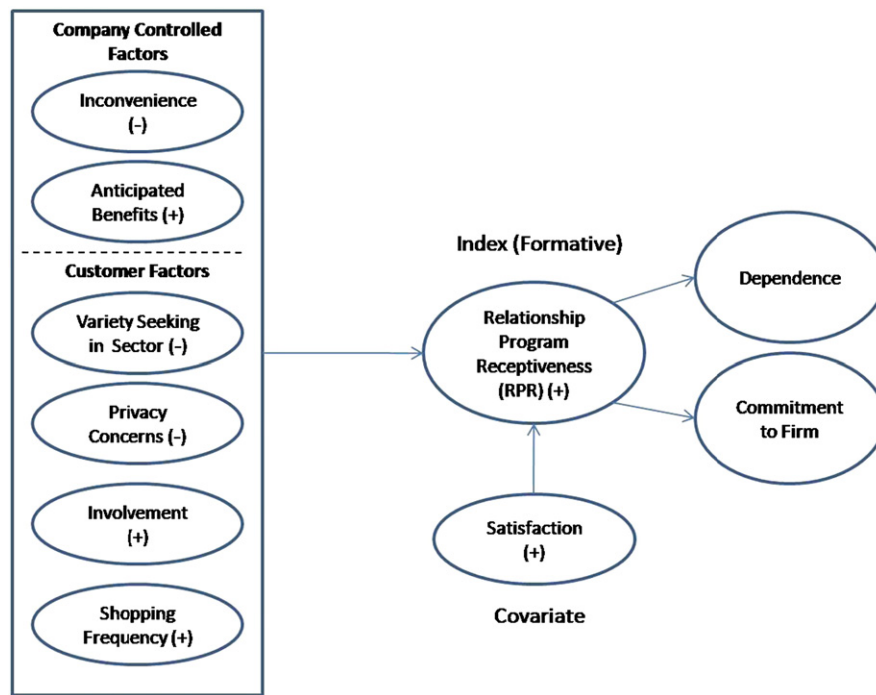 Company Controlled
Factors
Inconvenience
(-)
Anticipated
Benefits (+)
Customer Factors
Variety Seeking
in Sector (-)
Privacy
Concerns (-)
Involvement
(+)
Shopping
Frequency (+)
Index (Formative)
Relationship
Program
Receptiveness
(RPR) (+)
Satisfaction
(+)
Covariate
Dependence
Commitment
to Firm